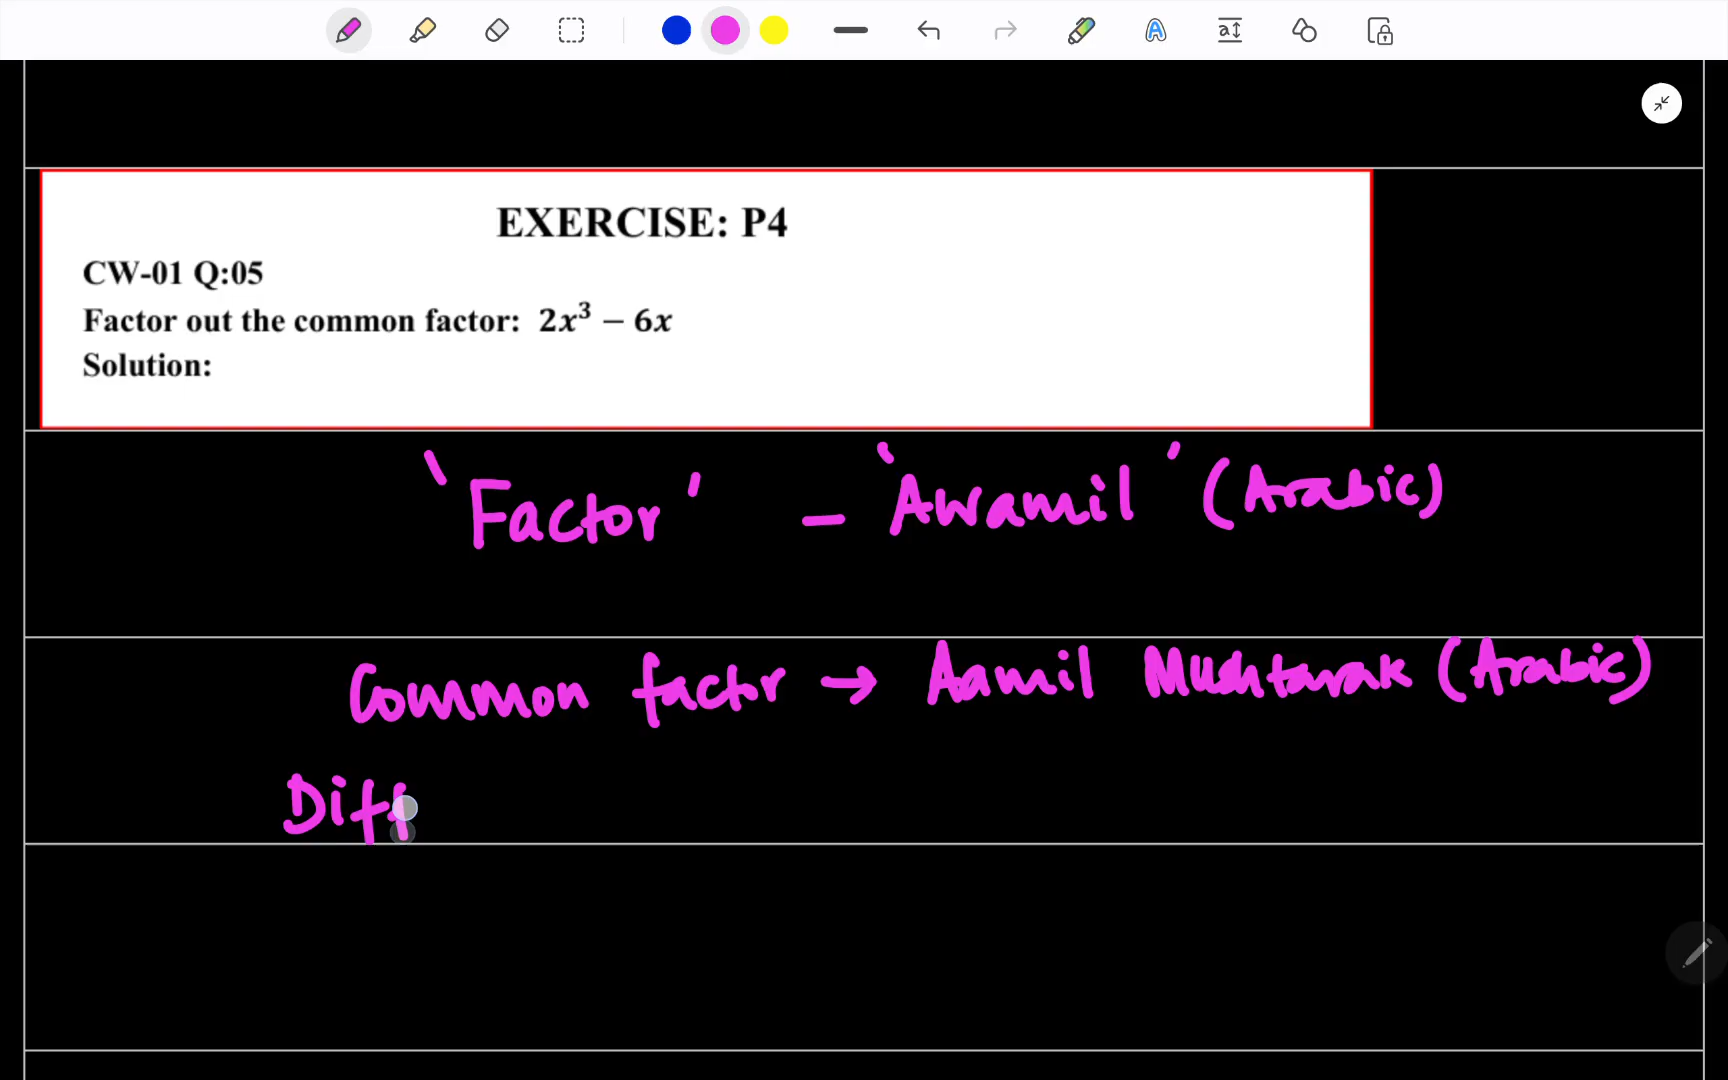 EXERCISE: P4
CW-01 Q:05
Factor out the common factor: 2x³ − 6x
Solution:
'Factor' – 'Awamil' (Arabic)
Common factor → Aamil Mushtarak (Arabic)
Diff